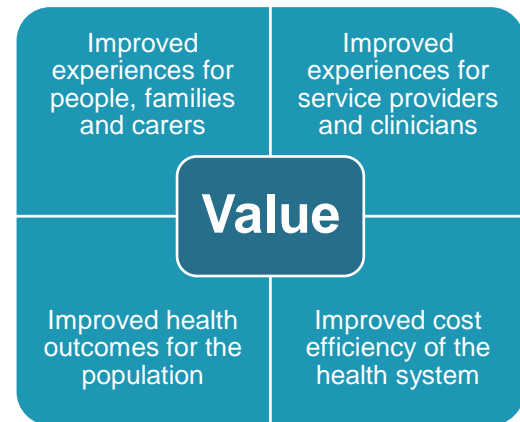 Improved
experiences for
people, families
and carers
Improved
experiences for
service providers
and clinicians
Value
Improved health
outcomes for the
population
Improved cost
efficiency of the
health system